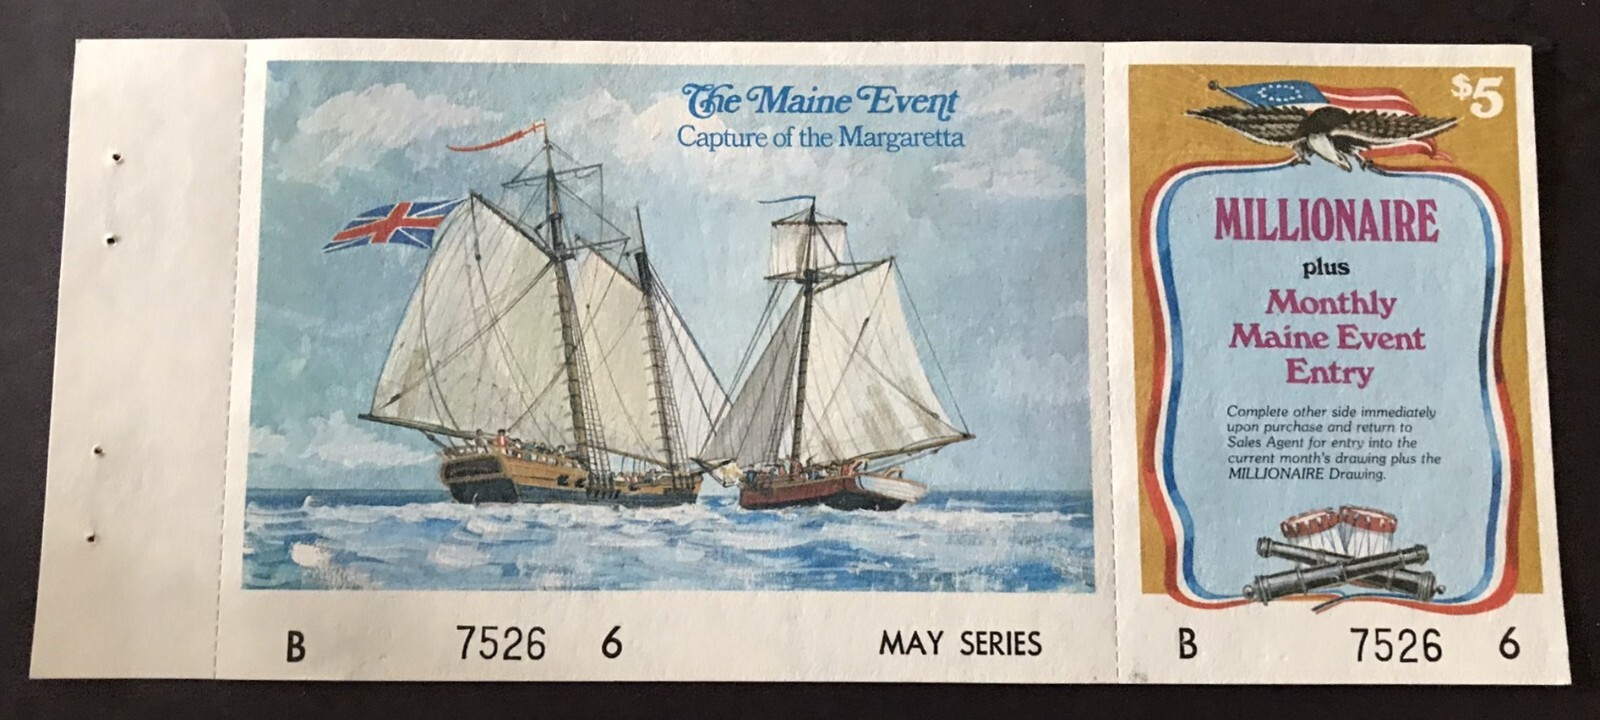 The Maine Event
Capture of the Margaretta
B 7526 6 MAY SERIES
$5
MILLIONAIRE
plus
Monthly
Maine Event
Entry
Complete other side immediately
upon purchase and return to
Sales Agent for entry into the
current month's drawing plus the
MILLIONAIRE Drawing.
B 7526 6